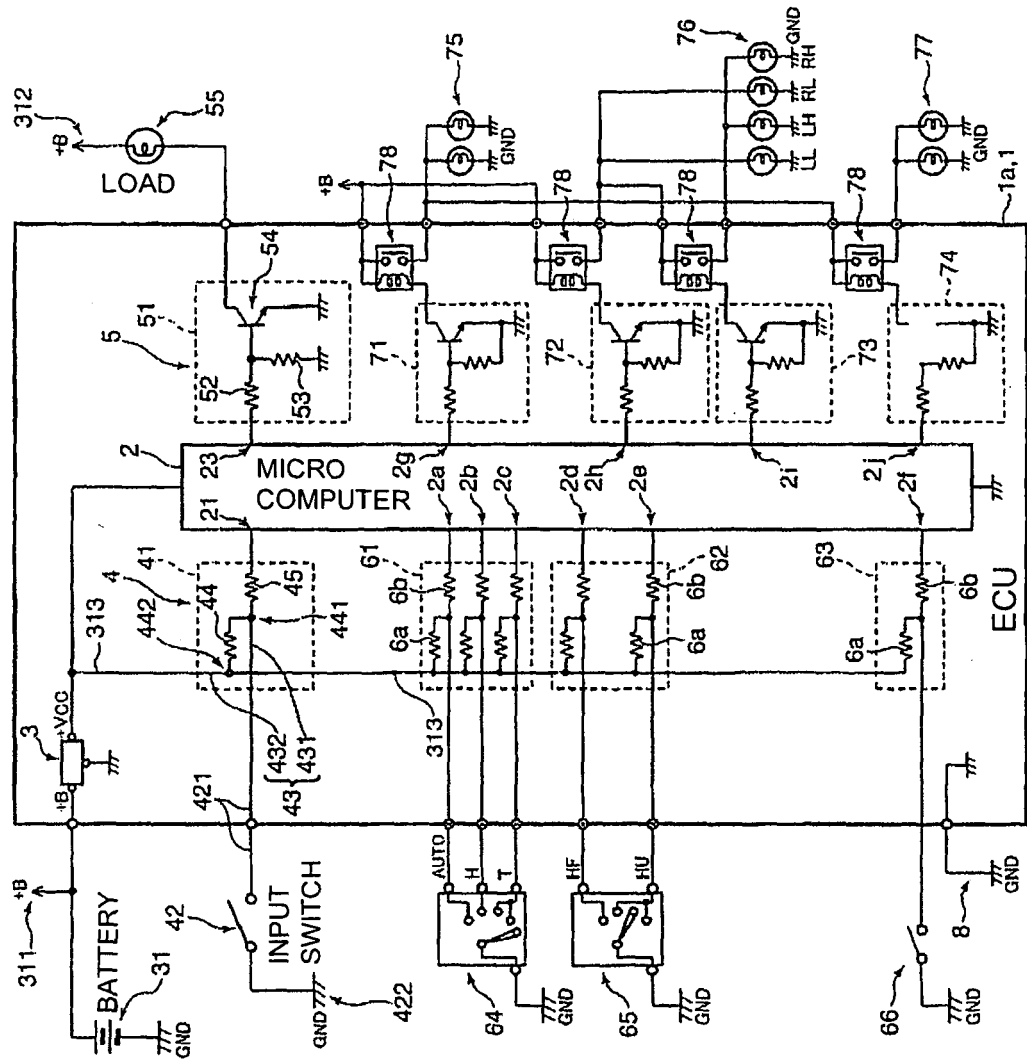 312
+B
55
LOAD
75
GND
76
GND
LL
LH
RL
RH
77
GND
+B
78
78
78
78
1a,1
5
51
54
52
53
71
72
73
74
2
23
MICRO
COMPUTER
21
2g
2a
2b
2c
2d
2h
2e
2i
2j
2f
41
4
44
442
45
441
61
6b
6a
62
6b
6a
63
6b
6a
ECU
313
313
3
+VCC
+B
432
431
43
421
311
+B
BATTERY
31
GND
42
INPUT
SWITCH
GND
422
AUTO
H
T
64
GND
HF
HU
65
GND
66
GND
8
GND